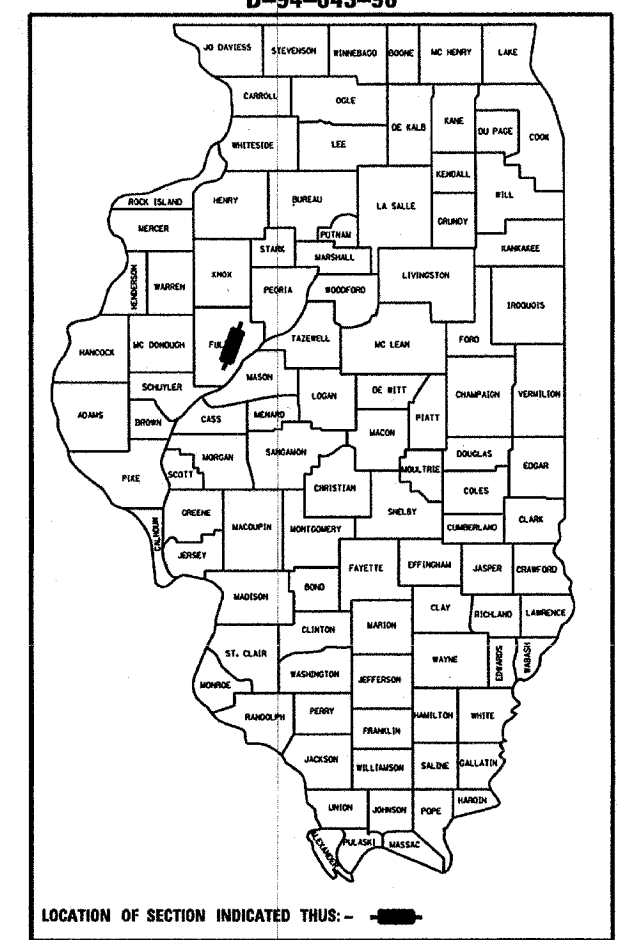 D-94-045-98
JO DAVIESS STEVENSON WINNEBAGO BOONE MC HENRY LAKE
CARROLL OGLE DE KALB KANE DU PAGE COOK
WHITESIDE LEE
KENDALL WILL
ROCK ISLAND HENRY BUREAU LA SALLE GRUNDY
MERCER PUTNAM KANKAKEE
STARK MARSHALL
HENDERSON WARREN KNOX PEORIA WOODFORD LIVINGSTON IROQUOIS
HANCOCK MC DONOUGH FUL TAZEWELL MC LEAN FORD
MASON
SCHUYLER LOGAN DE WITT CHAMPAIGN VERMILION
ADAMS BROWN CASS MENARD PIATT
MACON
MORGAN SANGAMON DOUGLAS EDGAR
PIKE SCOTT MOULTRIE
CHRISTIAN COLES
GREENE MACOUPIN MONTGOMERY SHELBY CLARK
CALHOUN CUMBERLAND
JERSEY FAYETTE EFFINGHAM JASPER CRAWFORD
MADISON BOND
CLAY RICHLAND LAWRENCE
CLINTON MARION
ST. CLAIR WAYNE EDWARDS WABASH
WASHINGTON JEFFERSON
MONROE
RANDOLPH PERRY HAMILTON WHITE
FRANKLIN
JACKSON WILLIAMSON SALINE GALLATIN
UNION JOHNSON POPE HARDIN
ALEXANDER PULASKI MASSAC
LOCATION OF SECTION INDICATED THUS: -